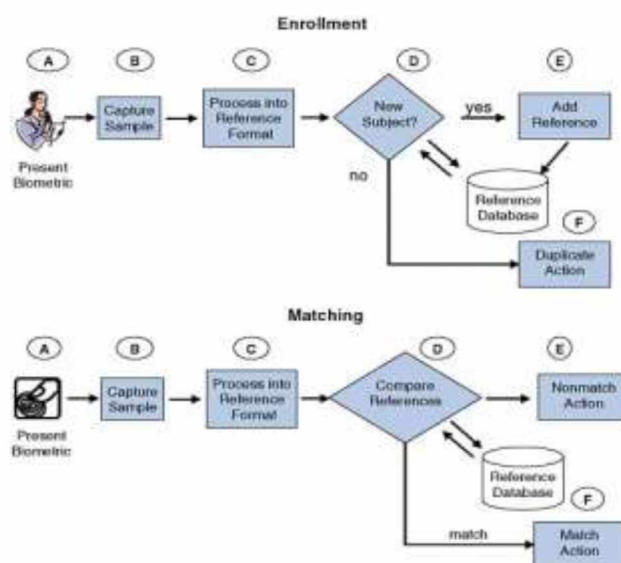 Enrollment
A
B
C
D
E
Present
Biometric
Capture
Sample
Process into
Reference
Format
New
Subject?
yes
Add
Reference
no
Reference
Database
F
Duplicate
Action
Matching
A
B
C
D
E
Present
Biometric
Capture
Sample
Process into
Reference
Format
Compare
References
Nonmatch
Action
Reference
Database
F
match
Match
Action